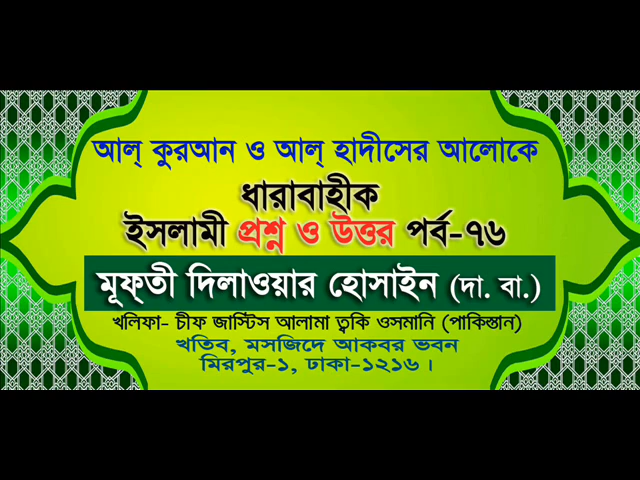 আল্ কুরআন ও আল্ হাদীসের আলোকে
ধারাবাহীক
ইসলামী প্রশ্ন ও উত্তর পর্ব-৭৬
মূফ্তী দিলাওয়ার হোসাইন (দা. বা.)
খলিফা- চীফ জাস্টিস আলামা ত্বকি ওসমানি (পাকিস্তান)
খতিব, মসজিদে আকবর ভবন
মিরপুর-১, ঢাকা-১২১৬।